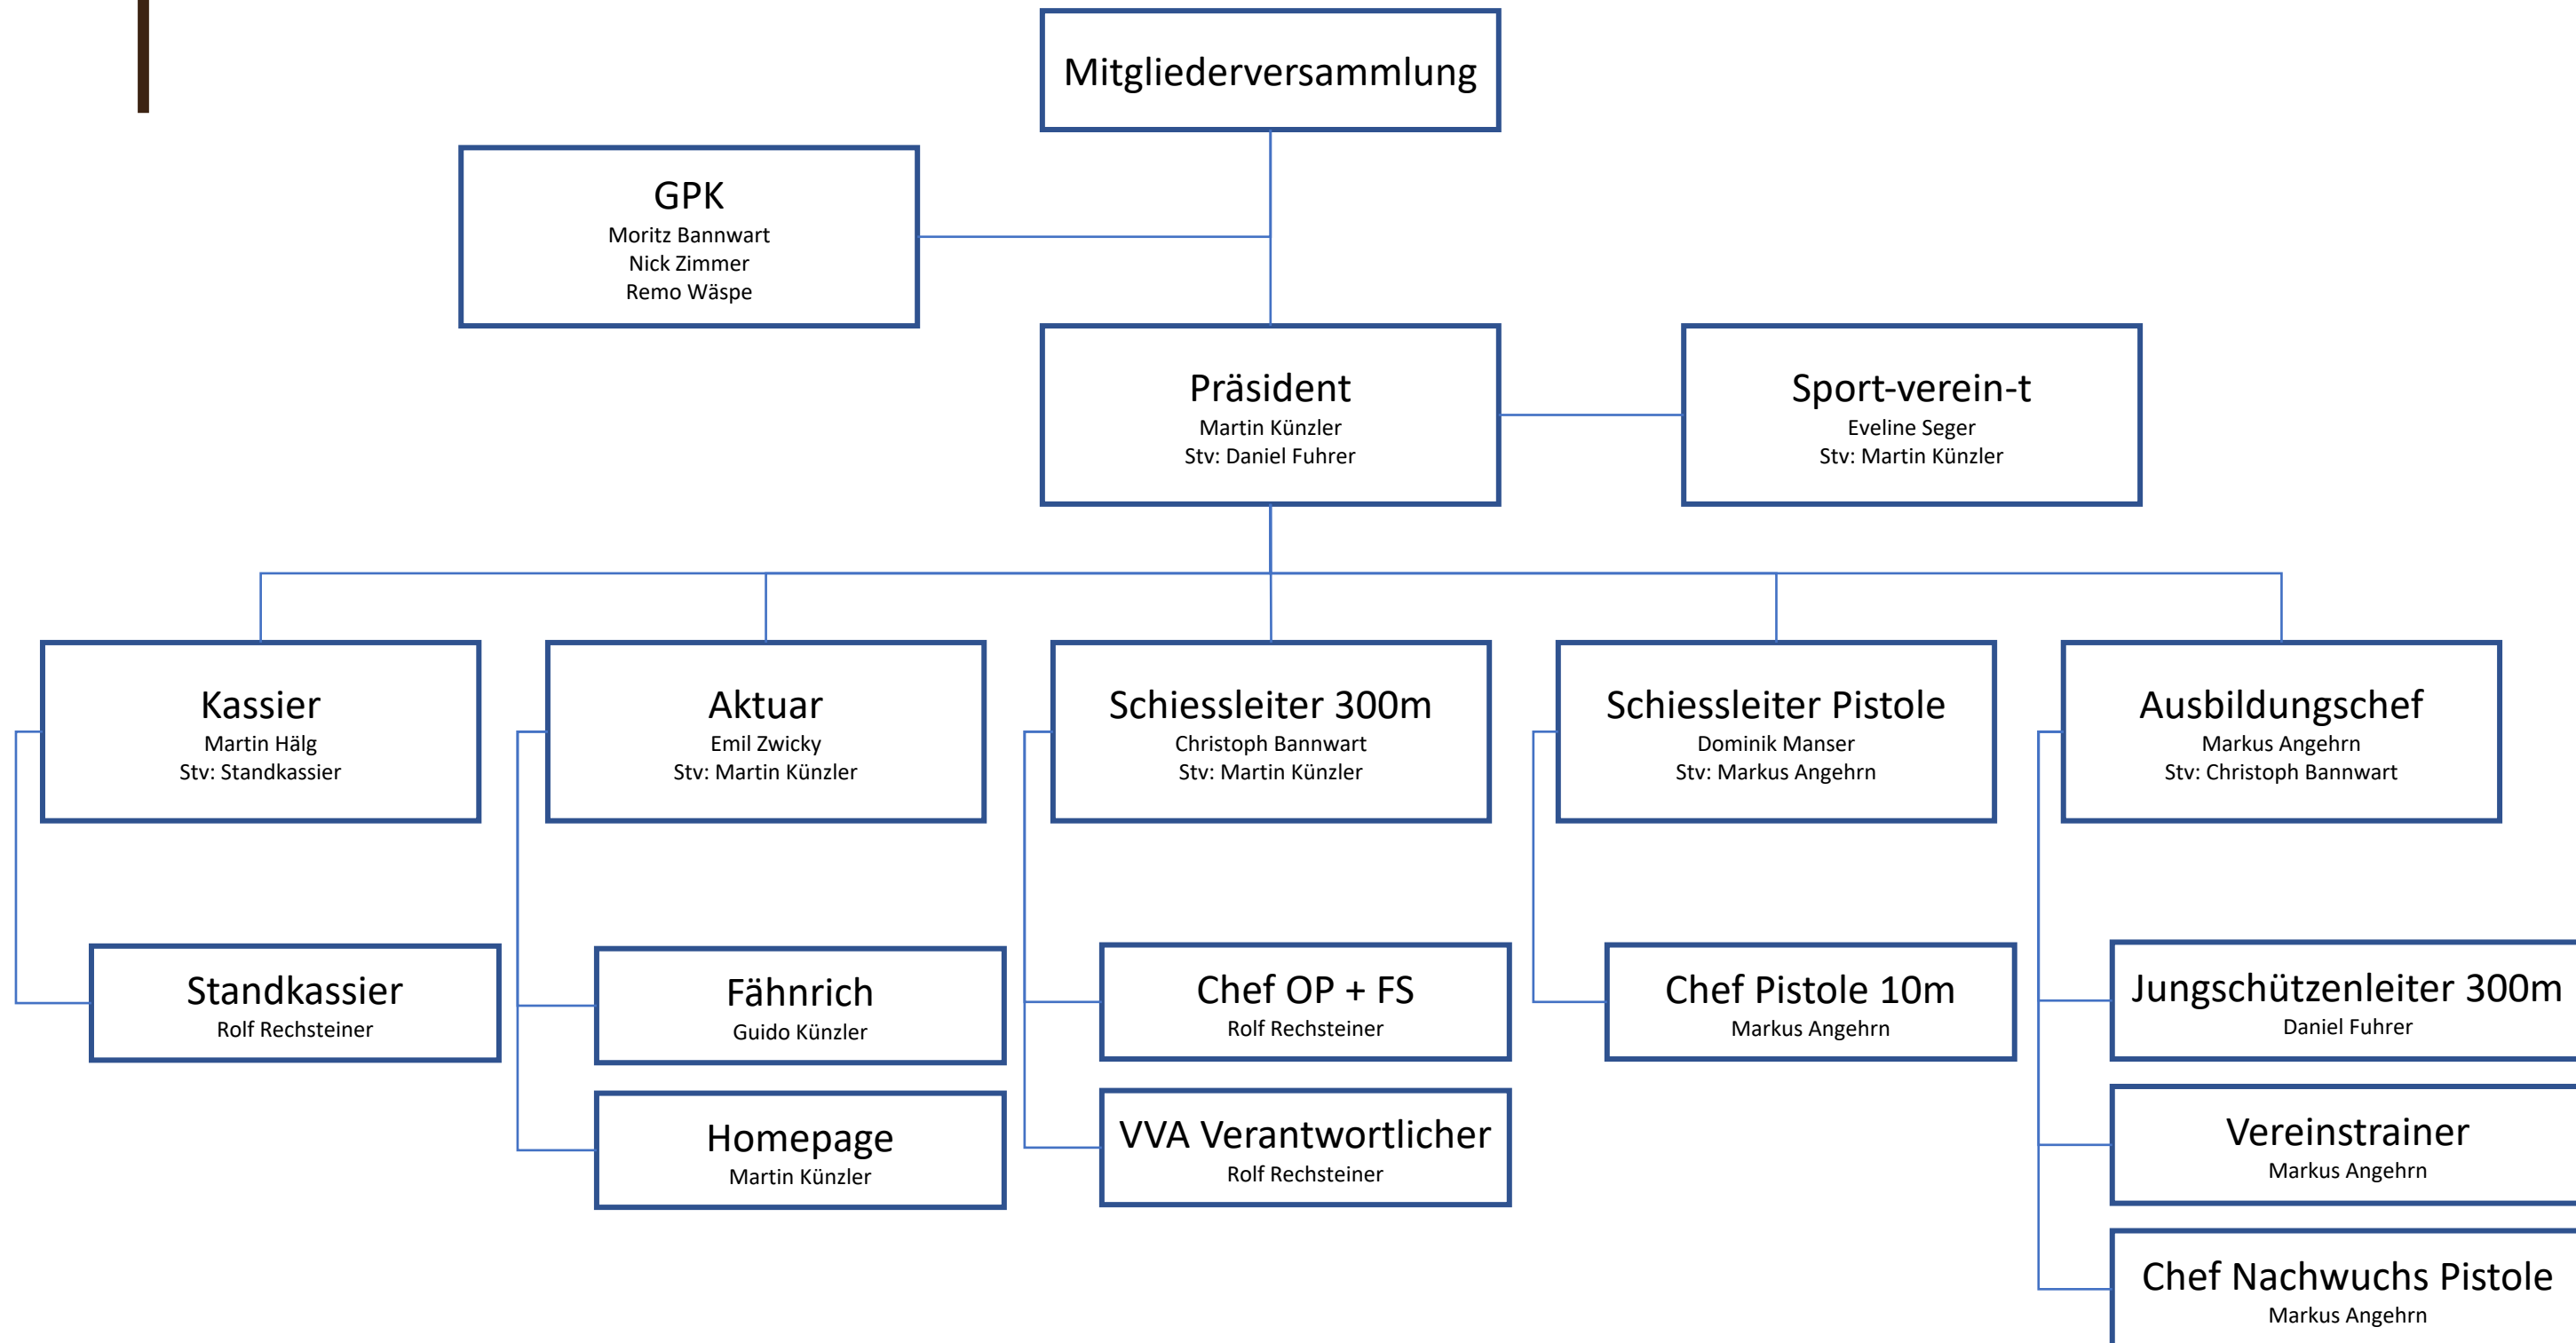 Mitgliederversammlung
GPK
Moritz Bannwart
Nick Zimmer
Remo Wäspe
Präsident
Martin Künzler
Stv: Daniel Fuhrer
Sport-verein-t
Eveline Seger
Stv: Martin Künzler
Kassier
Martin Hälg
Stv: Standkassier
Aktuar
Emil Zwicky
Stv: Martin Künzler
Schiessleiter 300m
Christoph Bannwart
Stv: Martin Künzler
Schiessleiter Pistole
Dominik Manser
Stv: Markus Angehrn
Ausbildungschef
Markus Angehrn
Stv: Christoph Bannwart
Standkassier
Rolf Rechsteiner
Fähnrich
Guido Künzler
Chef OP + FS
Rolf Rechsteiner
Chef Pistole 10m
Markus Angehrn
Jungschützenleiter 300m
Daniel Fuhrer
Homepage
Martin Künzler
VVA Verantwortlicher
Rolf Rechsteiner
Vereinstrainer
Markus Angehrn
Chef Nachwuchs Pistole
Markus Angehrn